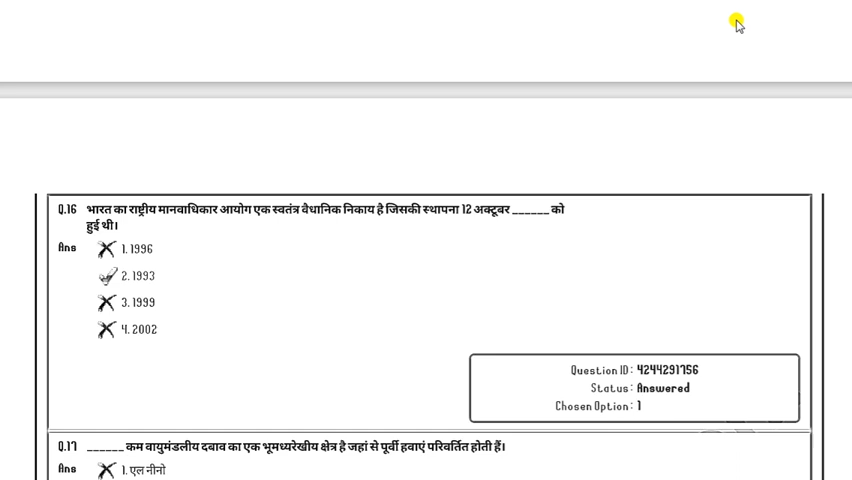 Q.16 भारत का राष्ट्रीय मानवाधिकार आयोग एक स्वतंत्र वैधानिक निकाय है जिसकी स्थापना 12 अक्टूबर ______ को
हुई थी।
Ans 1. 1996
2. 1993
3. 1999
4. 2002
Question ID : 4244291756
Status : Answered
Chosen Option : 1
Q.17 ______ कम वायुमंडलीय दबाव का एक भूमध्यरेखीय क्षेत्र है जहां से पूर्वी हवाएं परिवर्तित होती हैं।
Ans 1. एल नीनो